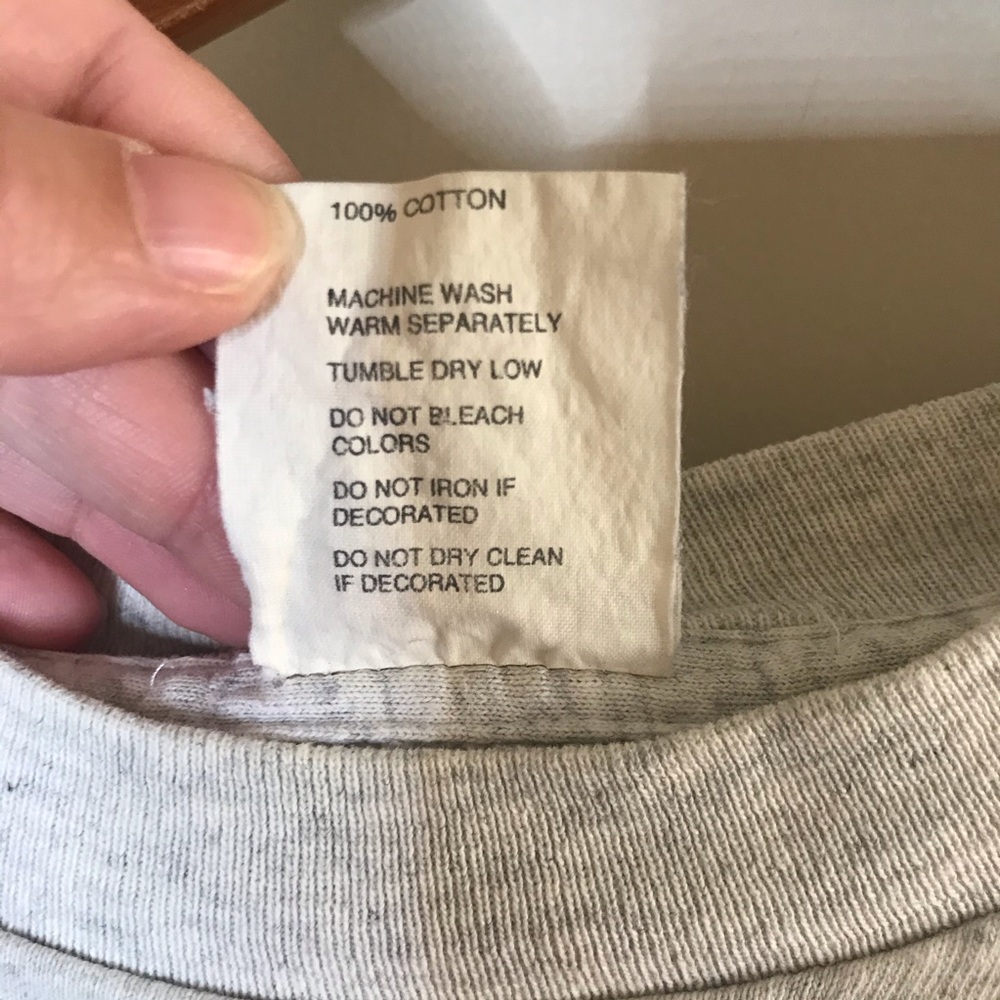 100% COTTON
MACHINE WASH
WARM SEPARATELY
TUMBLE DRY LOW
DO NOT BLEACH
COLORS
DO NOT IRON IF
DECORATED
DO NOT DRY CLEAN
IF DECORATED